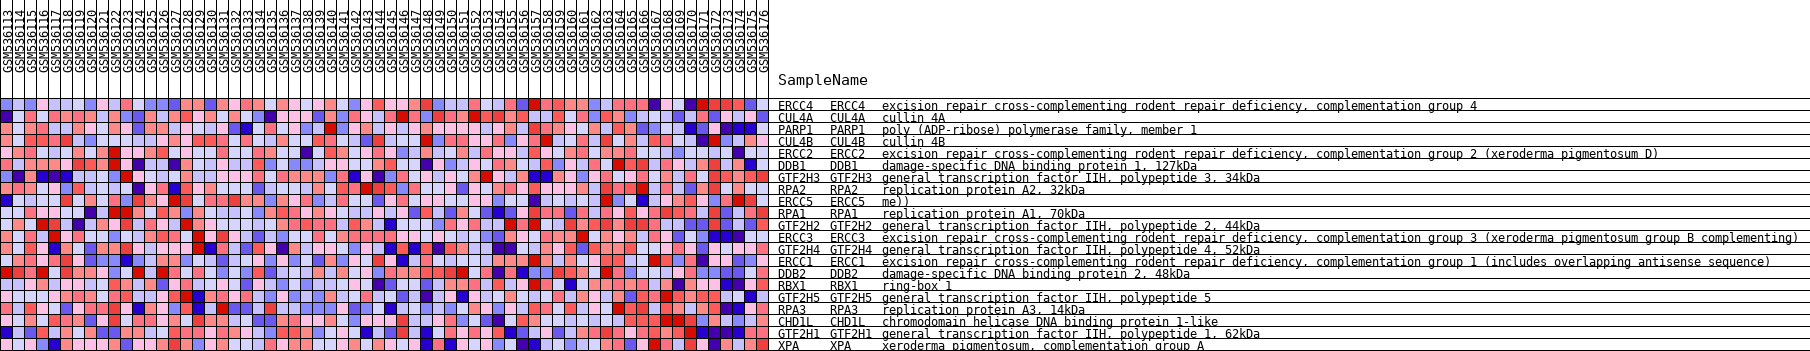 GSM536113 GSM536114 GSM536115 GSM536116 GSM536117 GSM536118 GSM536119 GSM536120 GSM536121 GSM536122 GSM536123 GSM536124 GSM536125 GSM536126 GSM536127 GSM536128 GSM536129 GSM536130 GSM536131 GSM536132 GSM536133 GSM536134 GSM536135 GSM536136 GSM536137 GSM536138 GSM536139 GSM536140 GSM536141 GSM536142 GSM536143 GSM536144 GSM536145 GSM536146 GSM536147 GSM536148 GSM536149 GSM536150 GSM536151 GSM536152 GSM536153 GSM536154 GSM536155 GSM536156 GSM536157 GSM536158 GSM536159 GSM536160 GSM536161 GSM536162 GSM536163 GSM536164 GSM536165 GSM536166 GSM536167 GSM536168 GSM536169 GSM536170 GSM536171 GSM536172 GSM536173 GSM536174 GSM536175 GSM536176
SampleName
ERCC4 ERCC4 excision repair cross-complementing rodent repair deficiency, complementation group 4
CUL4A CUL4A cullin 4A
PARP1 PARP1 poly (ADP-ribose) polymerase family, member 1
CUL4B CUL4B cullin 4B
ERCC2 ERCC2 excision repair cross-complementing rodent repair deficiency, complementation group 2 (xeroderma pigmentosum D)
DDB1 DDB1 damage-specific DNA binding protein 1, 127kDa
GTF2H3 GTF2H3 general transcription factor IIH, polypeptide 3, 34kDa
RPA2 RPA2 replication protein A2, 32kDa
ERCC5 ERCC5 me))
RPA1 RPA1 replication protein A1, 70kDa
GTF2H2 GTF2H2 general transcription factor IIH, polypeptide 2, 44kDa
ERCC3 ERCC3 excision repair cross-complementing rodent repair deficiency, complementation group 3 (xeroderma pigmentosum group B complementing)
GTF2H4 GTF2H4 general transcription factor IIH, polypeptide 4, 52kDa
ERCC1 ERCC1 excision repair cross-complementing rodent repair deficiency, complementation group 1 (includes overlapping antisense sequence)
DDB2 DDB2 damage-specific DNA binding protein 2, 48kDa
RBX1 RBX1 ring-box 1
GTF2H5 GTF2H5 general transcription factor IIH, polypeptide 5
RPA3 RPA3 replication protein A3, 14kDa
CHD1L CHD1L chromodomain helicase DNA binding protein 1-like
GTF2H1 GTF2H1 general transcription factor IIH, polypeptide 1, 62kDa
XPA XPA xeroderma pigmentosum, complementation group A